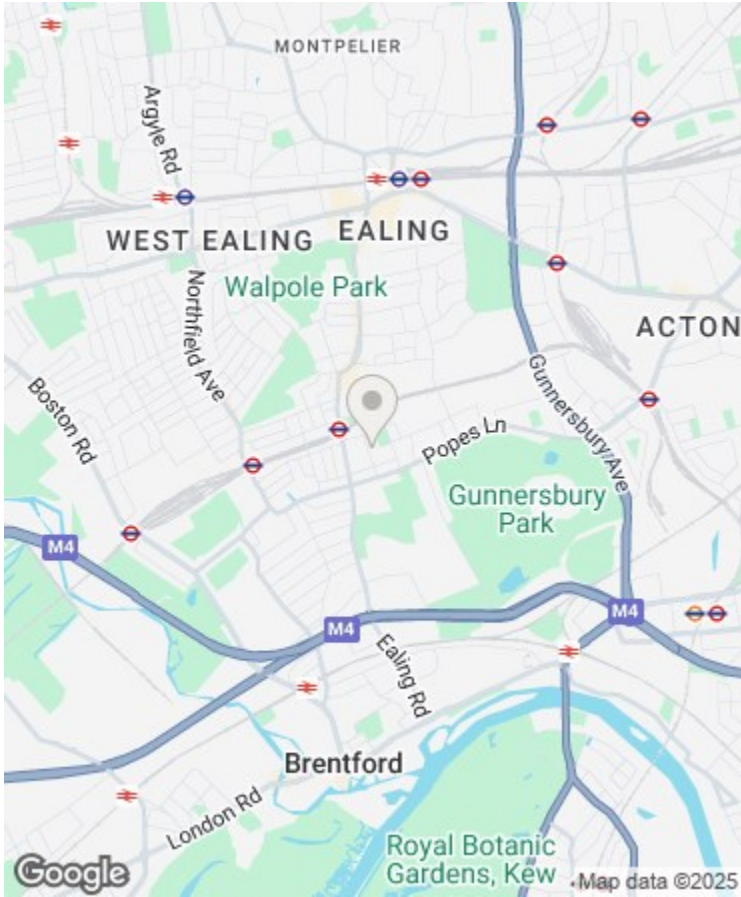 MONTPELIER
Argyle Rd
WEST EALING
EALING
Walpole Park
Northfield Ave
ACTON
Boston Rd
Gunnersbury Ave
Popes Ln
Gunnersbury
Park
M4
M4
M4
Ealing Rd
Brentford
London Rd
Royal Botanic
Gardens, Kew
Google
Map data ©2025